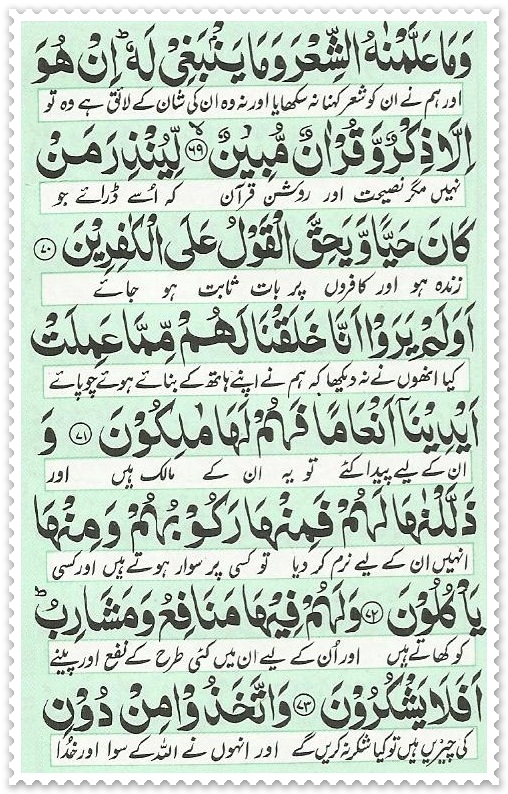 وَمَا عَلَّمْنٰهُ الشِّعْرَ وَمَا يَنْۢبَغِىْ لَهٗ ؕ اِنْ هُوَ
اور ہم نے ان کو شعر کہنا نہ سکھایا اور نہ وہ ان کی شان کے لائق ہے وہ تو
اِلَّا ذِكْرٌ وَّ قُرْاٰنٌ مُّبِيْنٌ ۙ‏﴿۶۹﴾ لِّيُنْذِرَ مَنْ
نہیں مگر نصیحت اور روشن قرآن کہ اُسے ڈرائے جو
كَانَ حَيًّا وَّ يَحِقَّ الْقَوْلُ عَلَى الْكٰفِرِيْنَ ﴿۷۰﴾
زندہ ہو اور کافروں پر بات ثابت ہو جائے
اَوَلَمْ يَرَوْا اَنَّا خَلَقْنَا لَهُمْ مِّمَّا عَمِلَتْ
کیا انھوں نے نہ دیکھا کہ ہم نے اپنے ہاتھ کے بنائے ہوئے چوپائے
اَيْدِيْنَاۤ اَنْعَامًا فَهُمْ لَهَا مٰلِكُوْنَ ﴿۷۱﴾ وَ
ان کے لیے پیدا کئے تو یہ ان کے مالک ہیں اور
ذَلَّلْنٰهَا لَهُمْ فَمِنْهَا رَكُوْبُهُمْ وَمِنْهَا
انہیں ان کے لیے نرم کر دیا تو کسی پر سوار ہوتے ہیں اور کسی
يَاْكُلُوْنَ ﴿۷۲﴾ وَلَهُمْ فِيْهَا مَنَافِعُ وَمَشَارِبُ ؕ
کو کھاتے ہیں اور اُن کے لیے ان میں کئی طرح کے نفع اور پینے
اَفَلَا يَشْكُرُوْنَ ﴿۷۳﴾ وَاتَّخَذُوْا مِنْ دُوْنِ
کی چیزیں ہیں تو کیا شکر نہ کریں گے اور انہوں نے اللہ کے سوا اور خدا